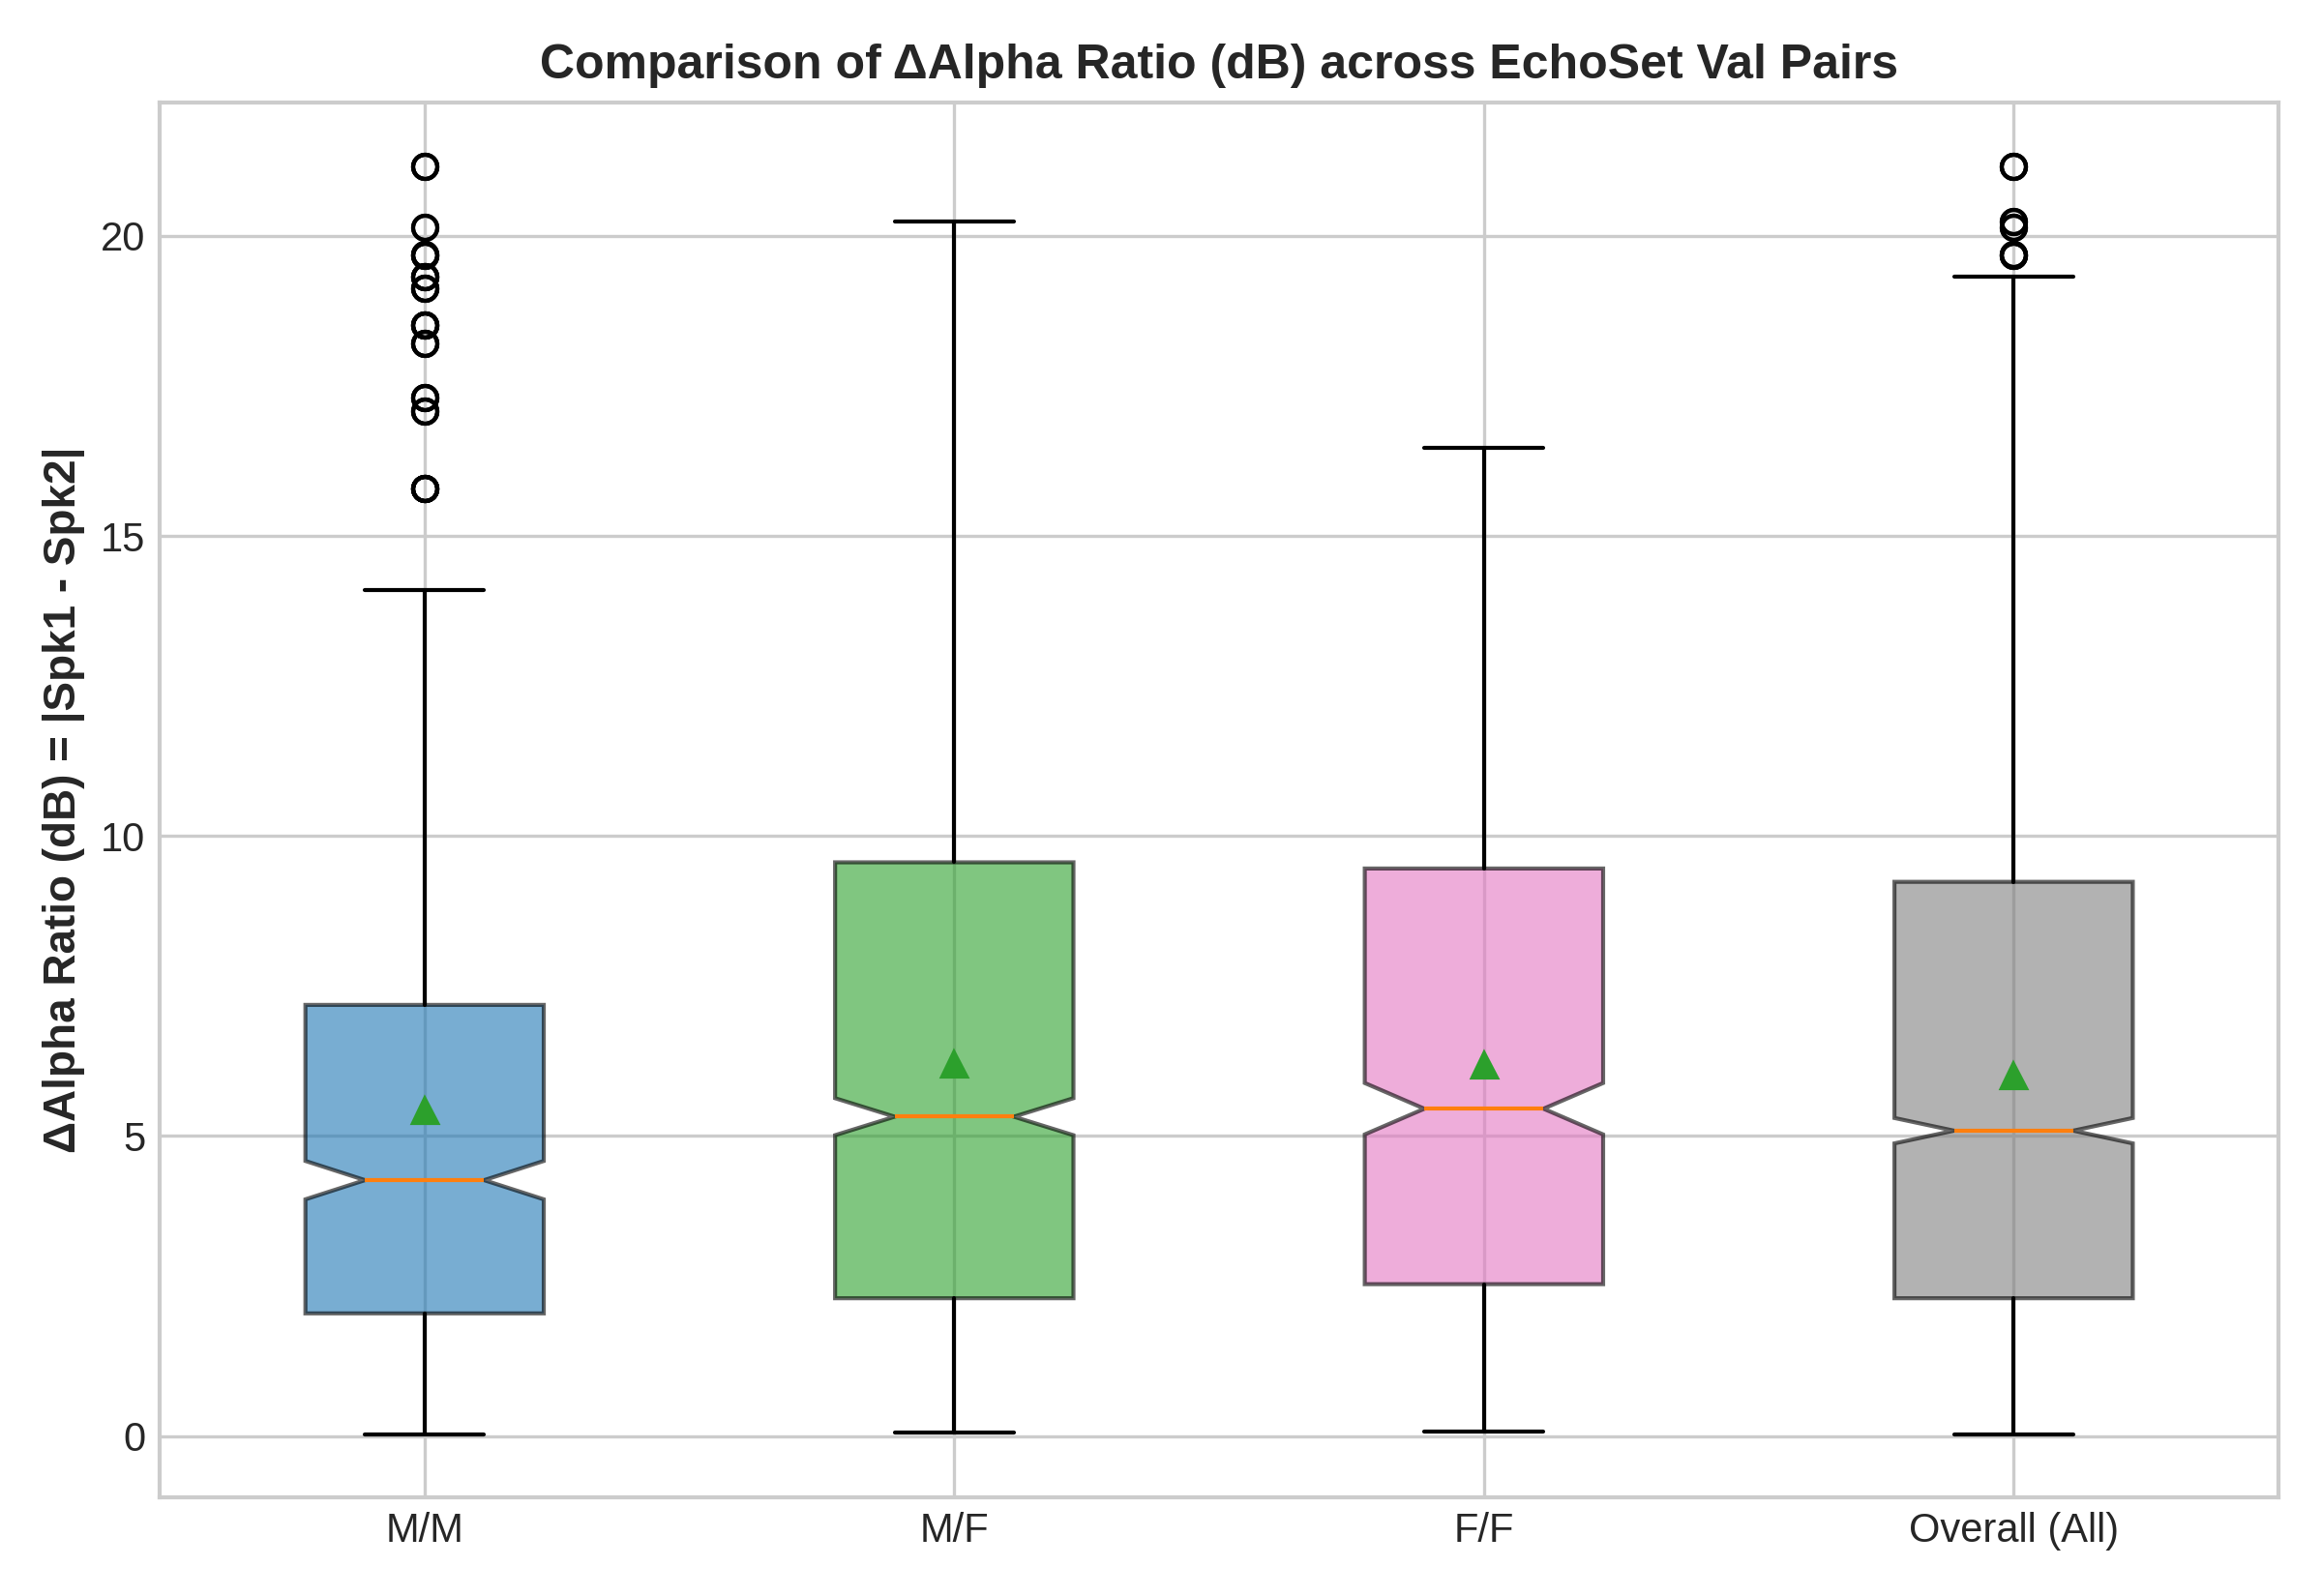 Comparison of ΔAlpha Ratio (dB) across EchoSet Val Pairs
ΔAlpha Ratio (dB) = |Spk1 - Spk2|
20
15
10
5
0
M/M
M/F
F/F
Overall (All)